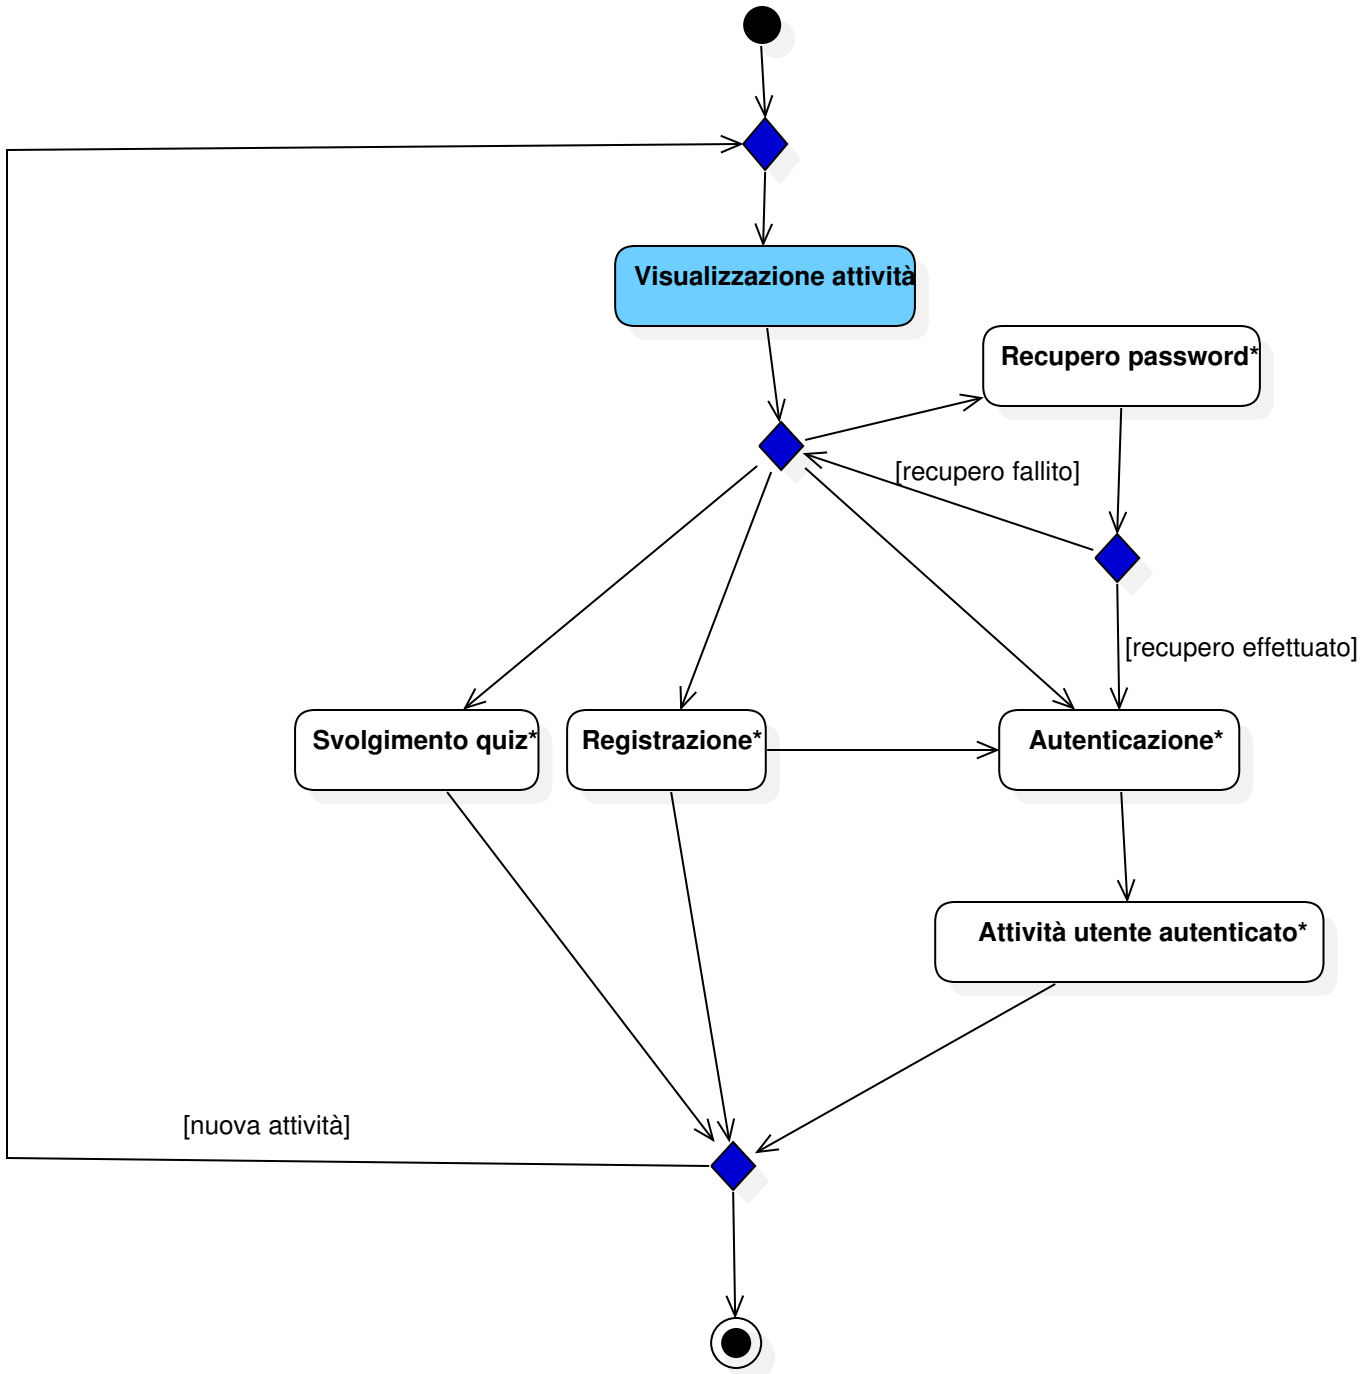 Visualizzazione attività
Recupero password*
[recupero fallito]
[recupero effettuato]
Svolgimento quiz*
Registrazione*
Autenticazione*
Attività utente autenticato*
[nuova attività]